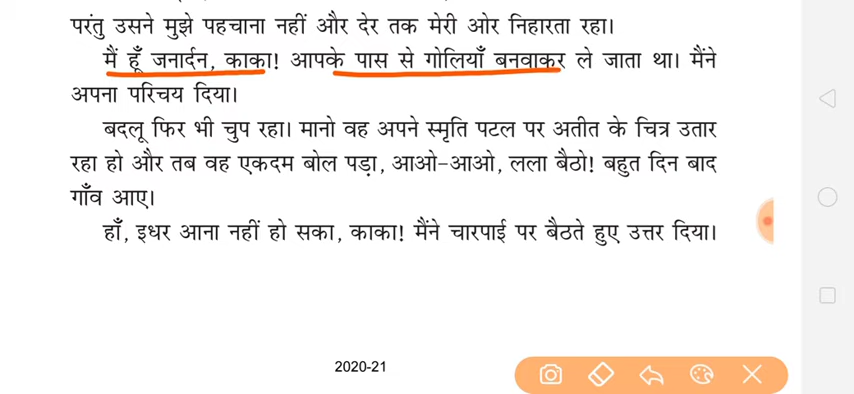 परंतु उसने मुझे पहचाना नहीं और देर तक मेरी ओर निहारता रहा।
मैं हूँ जनार्दन, काका! आपके पास से गोलियाँ बनवाकर ले जाता था। मैंने
अपना परिचय दिया।
बदलू फिर भी चुप रहा। मानो वह अपने स्मृति पटल पर अतीत के चित्र उतार
रहा हो और तब वह एकदम बोल पड़ा, आओ-आओ, लला बैठो! बहुत दिन बाद
गाँव आए।
हाँ, इधर आना नहीं हो सका, काका! मैंने चारपाई पर बैठते हुए उत्तर दिया।
2020-21